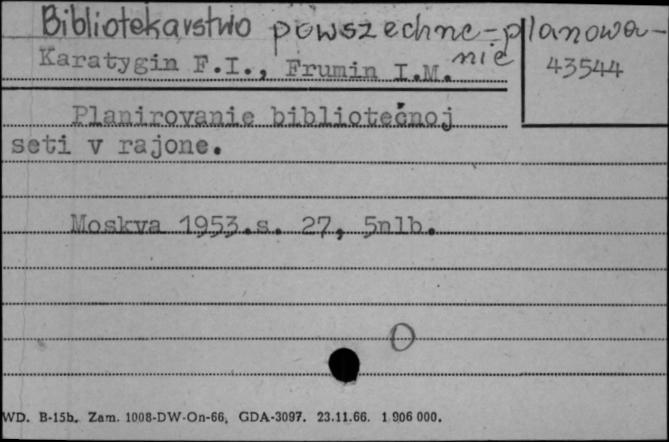 Bibliotekarstwo powszechne-planowa-
nie
Karatygin F.I., Frumin I.M.
43544
Planirovanie bibliotečnoj
seti v rajone.
Moskva 1953.s. 27, 5nlb.
O
WD. B-15b. Zam. 1008-DW-On-66, GDA-3097. 23.11.66. 1 906 000.